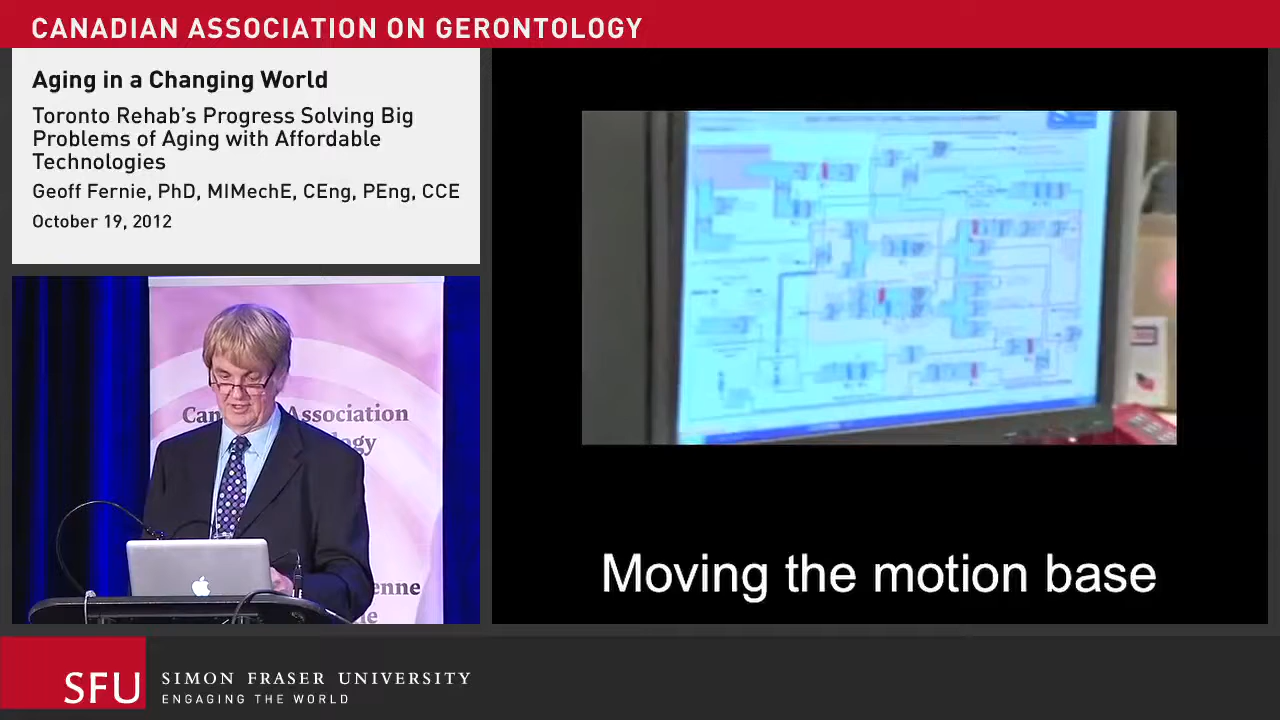 CANADIAN ASSOCIATION ON GERONTOLOGY
Aging in a Changing World
Toronto Rehab's Progress Solving Big
Problems of Aging with Affordable
Technologies
Geoff Fernie, PhD, MIMechE, CEng, PEng, CCE
October 19, 2012
Association
Moving the motion base
SFU
SIMON FRASER UNIVERSITY
ENGAGING THE WORLD